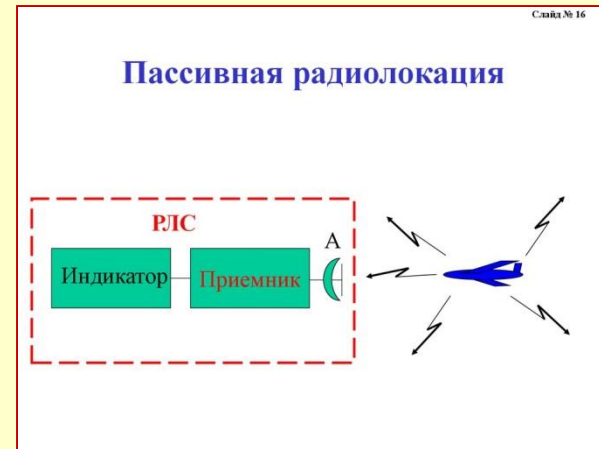 Слайд № 16
Пассивная радиолокация
РЛС
А
Индикатор
Приемник